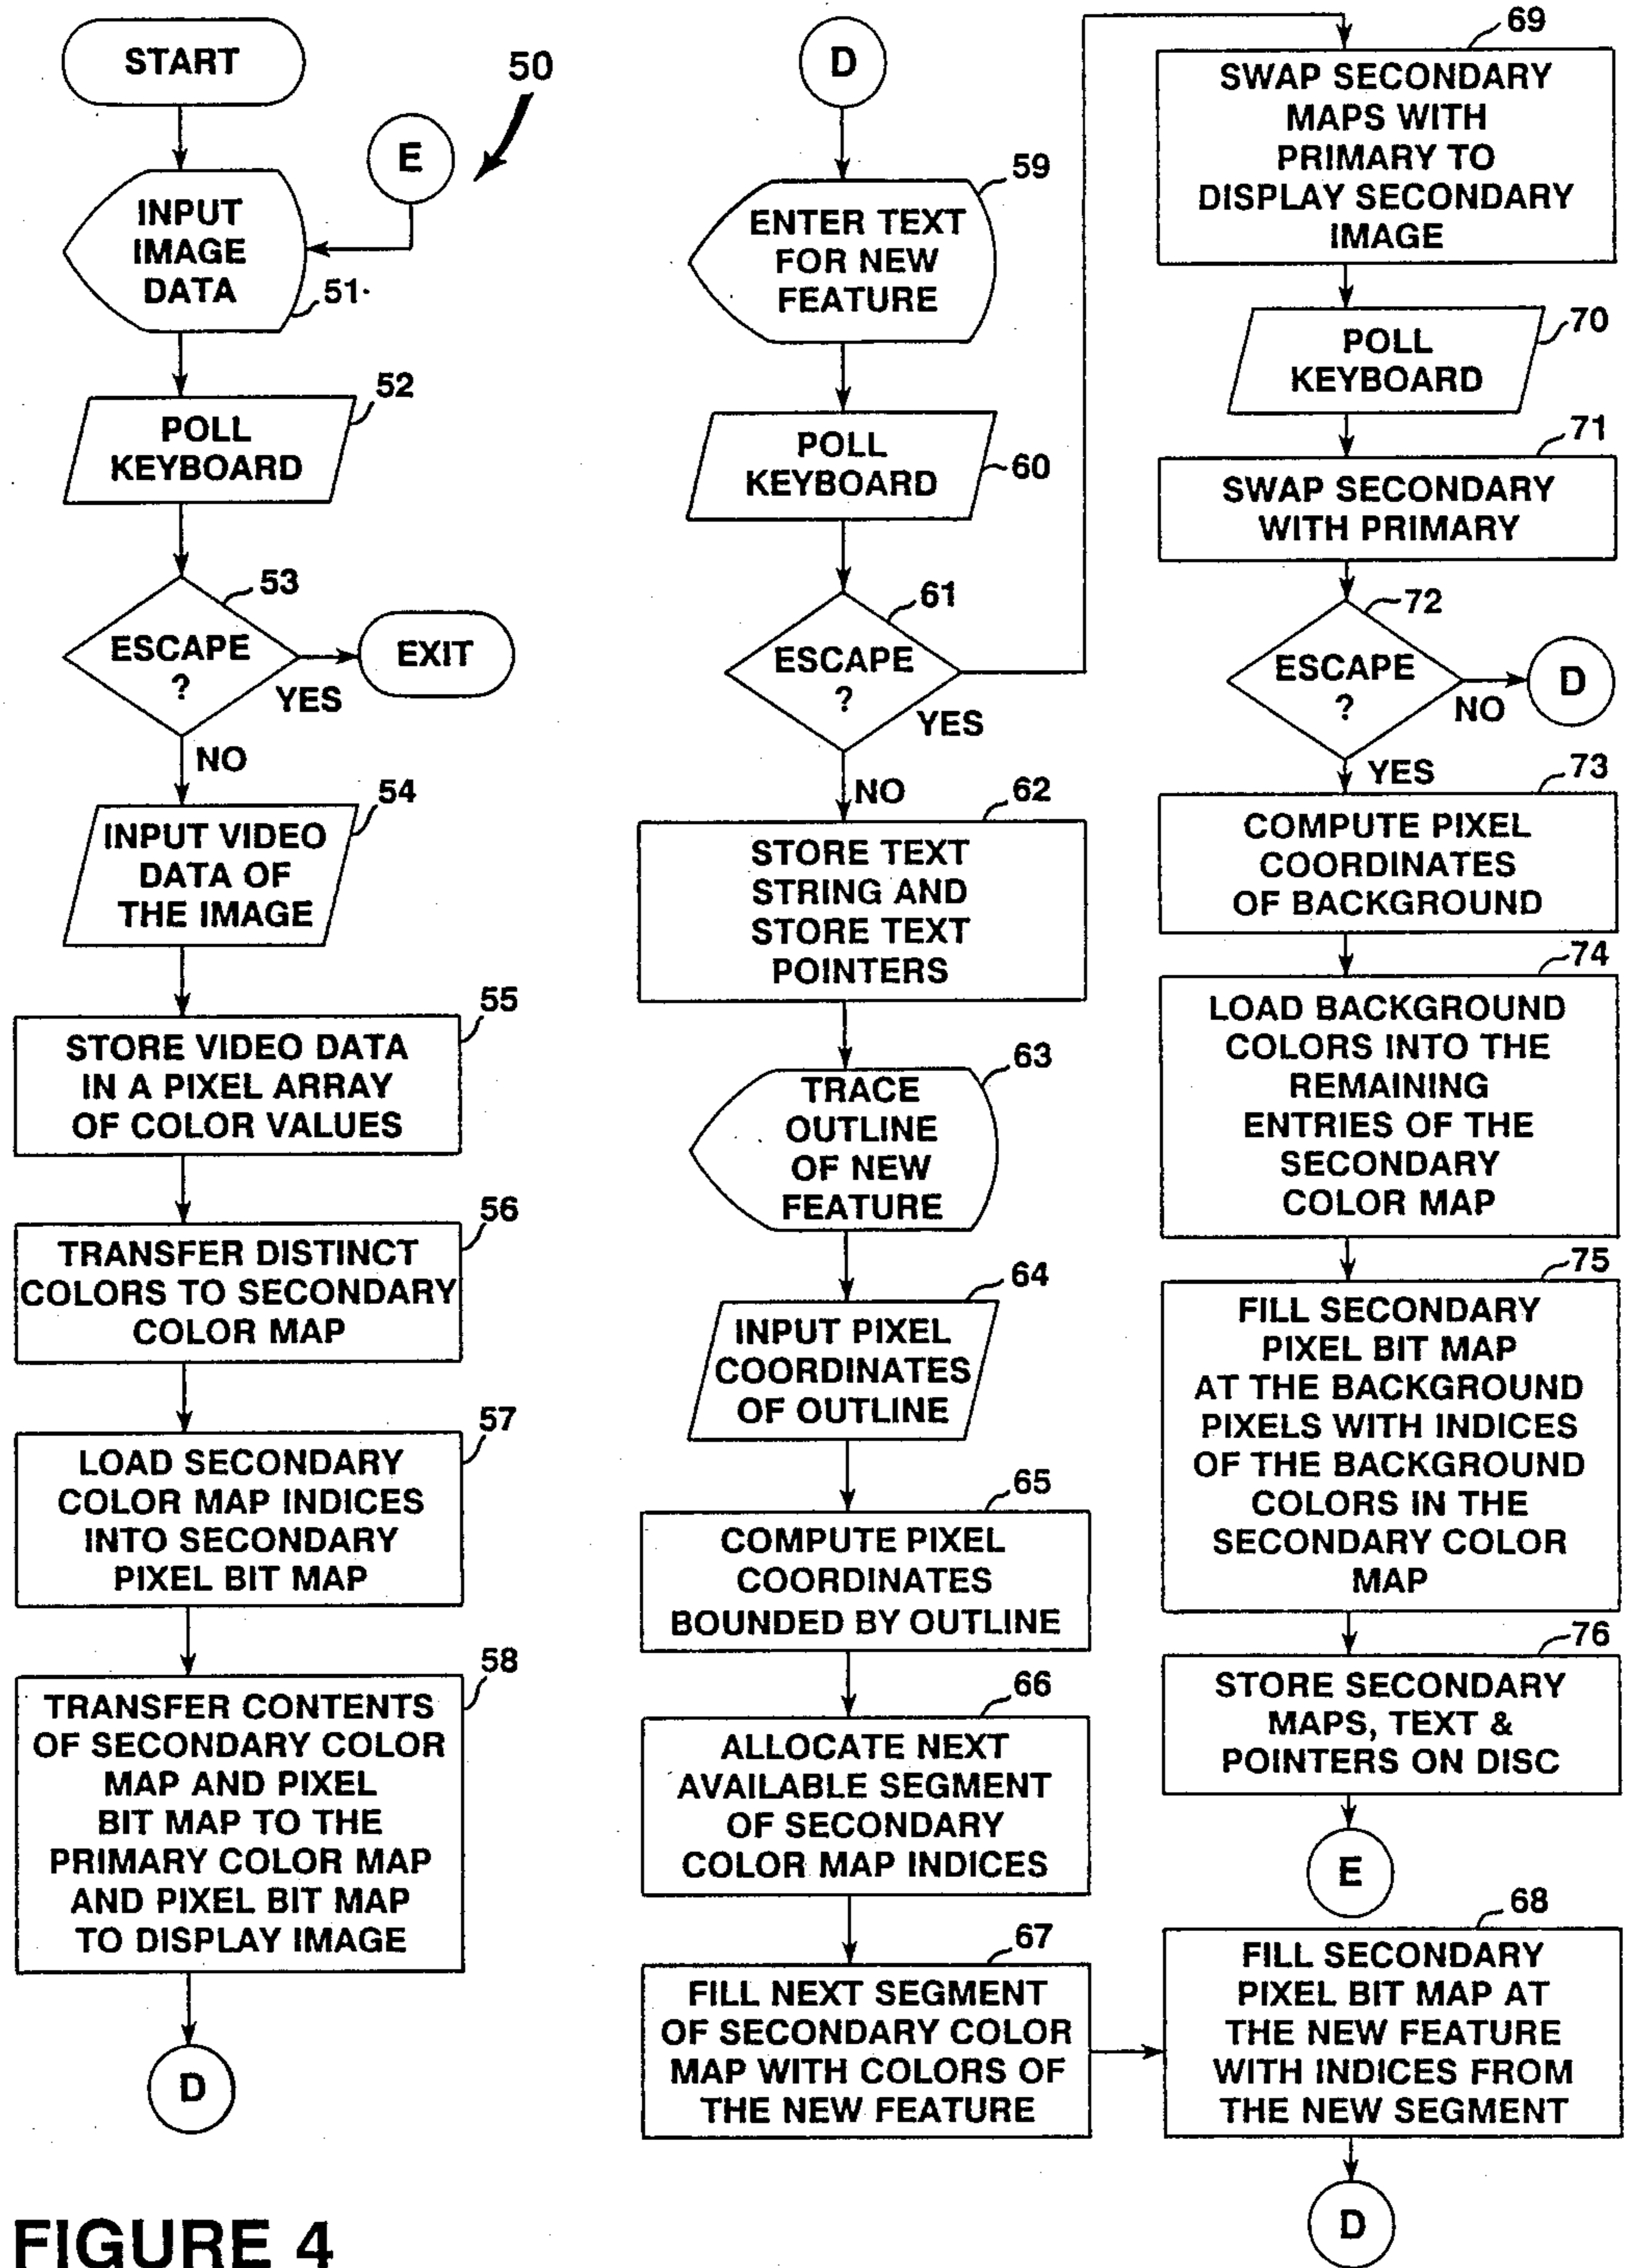 START
50
E
INPUT
IMAGE
DATA
51
52
POLL
KEYBOARD
53
ESCAPE
?
YES
EXIT
NO
54
INPUT VIDEO
DATA OF
THE IMAGE
55
STORE VIDEO DATA
IN A PIXEL ARRAY
OF COLOR VALUES
56
TRANSFER DISTINCT
COLORS TO SECONDARY
COLOR MAP
57
LOAD SECONDARY
COLOR MAP INDICES
INTO SECONDARY
PIXEL BIT MAP
58
TRANSFER CONTENTS
OF SECONDARY COLOR
MAP AND PIXEL
BIT MAP TO THE
PRIMARY COLOR MAP
AND PIXEL BIT MAP
TO DISPLAY IMAGE
D
D
59
ENTER TEXT
FOR NEW
FEATURE
POLL
KEYBOARD
60
61
ESCAPE
?
YES
NO
62
STORE TEXT
STRING AND
STORE TEXT
POINTERS
63
TRACE
OUTLINE
OF NEW
FEATURE
64
INPUT PIXEL
COORDINATES
OF OUTLINE
65
COMPUTE PIXEL
COORDINATES
BOUNDED BY OUTLINE
66
ALLOCATE NEXT
AVAILABLE SEGMENT
OF SECONDARY
COLOR MAP INDICES
67
FILL NEXT SEGMENT
OF SECONDARY COLOR
MAP WITH COLORS OF
THE NEW FEATURE
68
FILL SECONDARY
PIXEL BIT MAP AT
THE NEW FEATURE
WITH INDICES FROM
THE NEW SEGMENT
D
69
SWAP SECONDARY
MAPS WITH
PRIMARY TO
DISPLAY SECONDARY
IMAGE
70
POLL
KEYBOARD
71
SWAP SECONDARY
WITH PRIMARY
72
ESCAPE
?
NO
D
YES
73
COMPUTE PIXEL
COORDINATES
OF BACKGROUND
74
LOAD BACKGROUND
COLORS INTO THE
REMAINING
ENTRIES OF THE
SECONDARY
COLOR MAP
75
FILL SECONDARY
PIXEL BIT MAP
AT THE BACKGROUND
PIXELS WITH INDICES
OF THE BACKGROUND
COLORS IN THE
SECONDARY COLOR
MAP
76
STORE SECONDARY
MAPS, TEXT &
POINTERS ON DISC
E
FIGURE 4